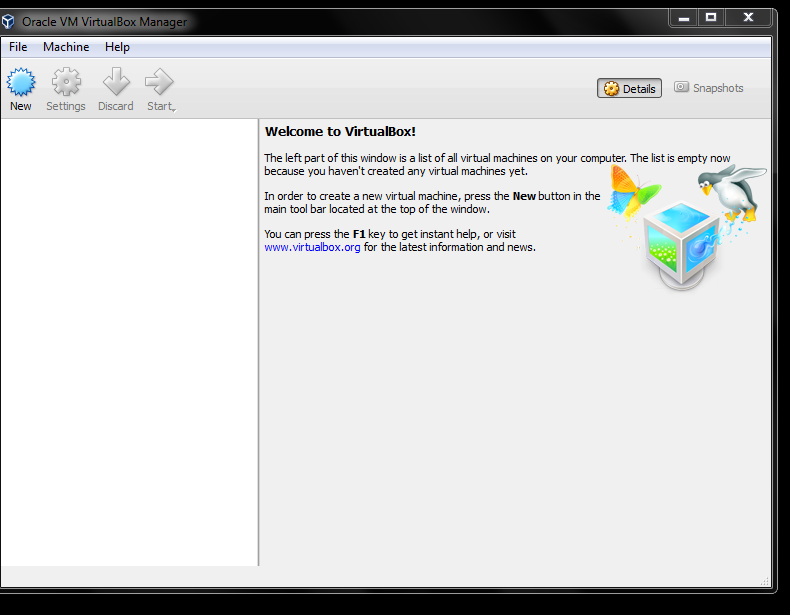 Oracle VM VirtualBox Manager
File Machine Help
New Settings Discard Start
Details Snapshots
Welcome to VirtualBox!
The left part of this window is a list of all virtual machines on your computer. The list is empty now
because you haven't created any virtual machines yet.
In order to create a new virtual machine, press the New button in the
main tool bar located at the top of the window.
You can press the F1 key to get instant help, or visit
www.virtualbox.org for the latest information and news.